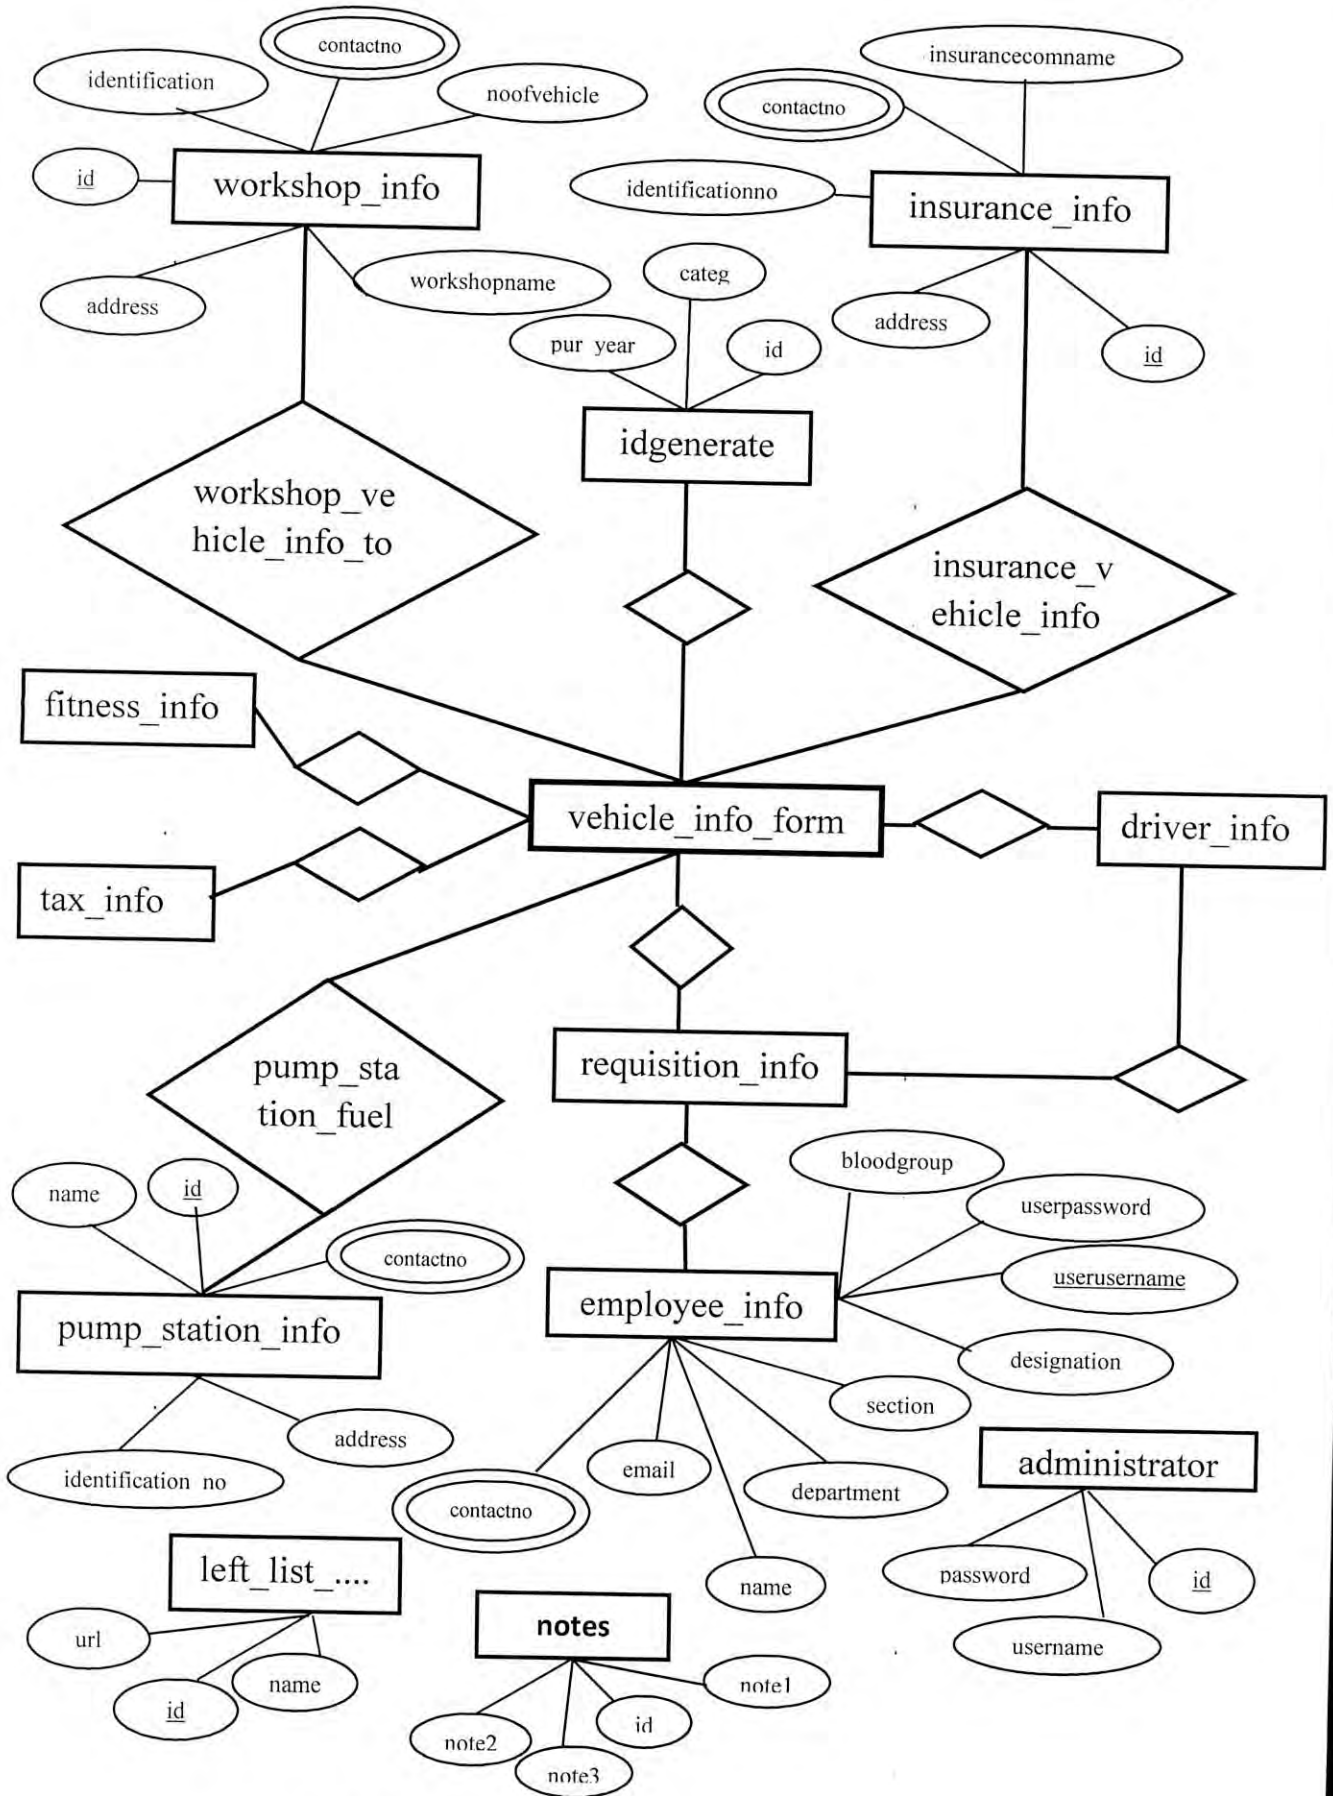 contactno
identification
noofvehicle
id
workshop_info
address
workshopname
insurancecomname
contactno
identificationno
insurance_info
address
id
categ
pur year
id
idgenerate
workshop_ve
hicle_info_to
insurance_v
ehicle_info
fitness_info
vehicle_info_form
driver_info
tax_info
pump_sta
tion_fuel
requisition_info
name
id
contactno
pump_station_info
identification no
address
bloodgroup
userpassword
userusername
designation
employee_info
section
email
department
contactno
name
administrator
password
id
username
left_list_....
url
id
name
notes
note1
id
note2
note3